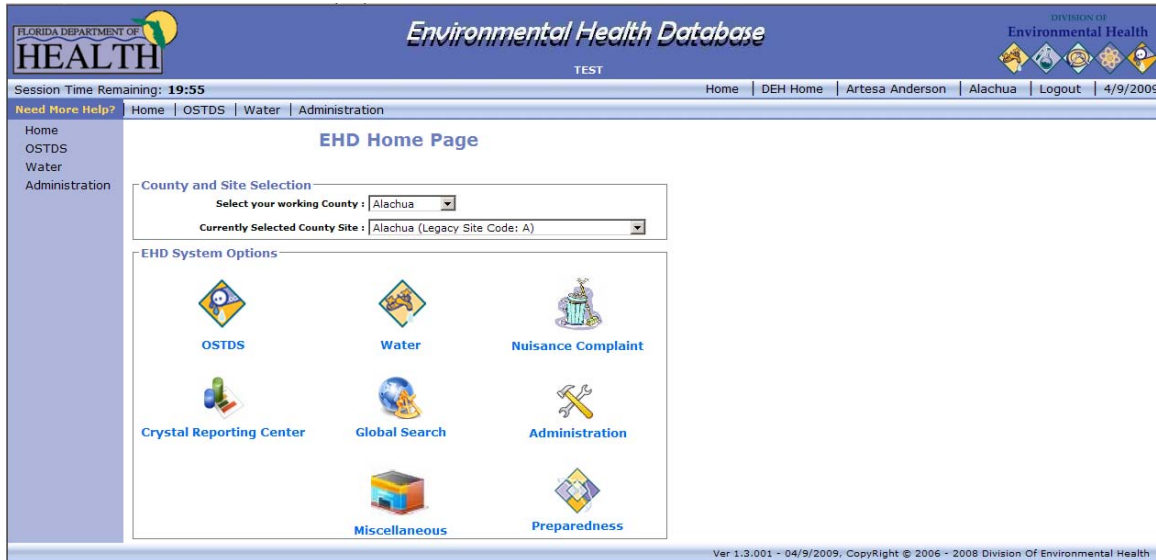 FLORIDA DEPARTMENT OF
HEALTH
Environmental Health Database
TEST
DIVISION OF
Environmental Health
Session Time Remaining: 19:55
Home | DEH Home | Artesa Anderson | Alachua | Logout | 4/9/2009
Need More Help? | Home | OSTDS | Water | Administration
Home
OSTDS
Water
Administration
EHD Home Page
County and Site Selection
Select your working County : Alachua
Currently Selected County Site : Alachua (Legacy Site Code: A)
EHD System Options
OSTDS
Water
Nuisance Complaint
Crystal Reporting Center
Global Search
Administration
Miscellaneous
Preparedness
Ver 1.3.001 - 04/9/2009, CopyRight © 2006 - 2008 Division Of Environmental Health